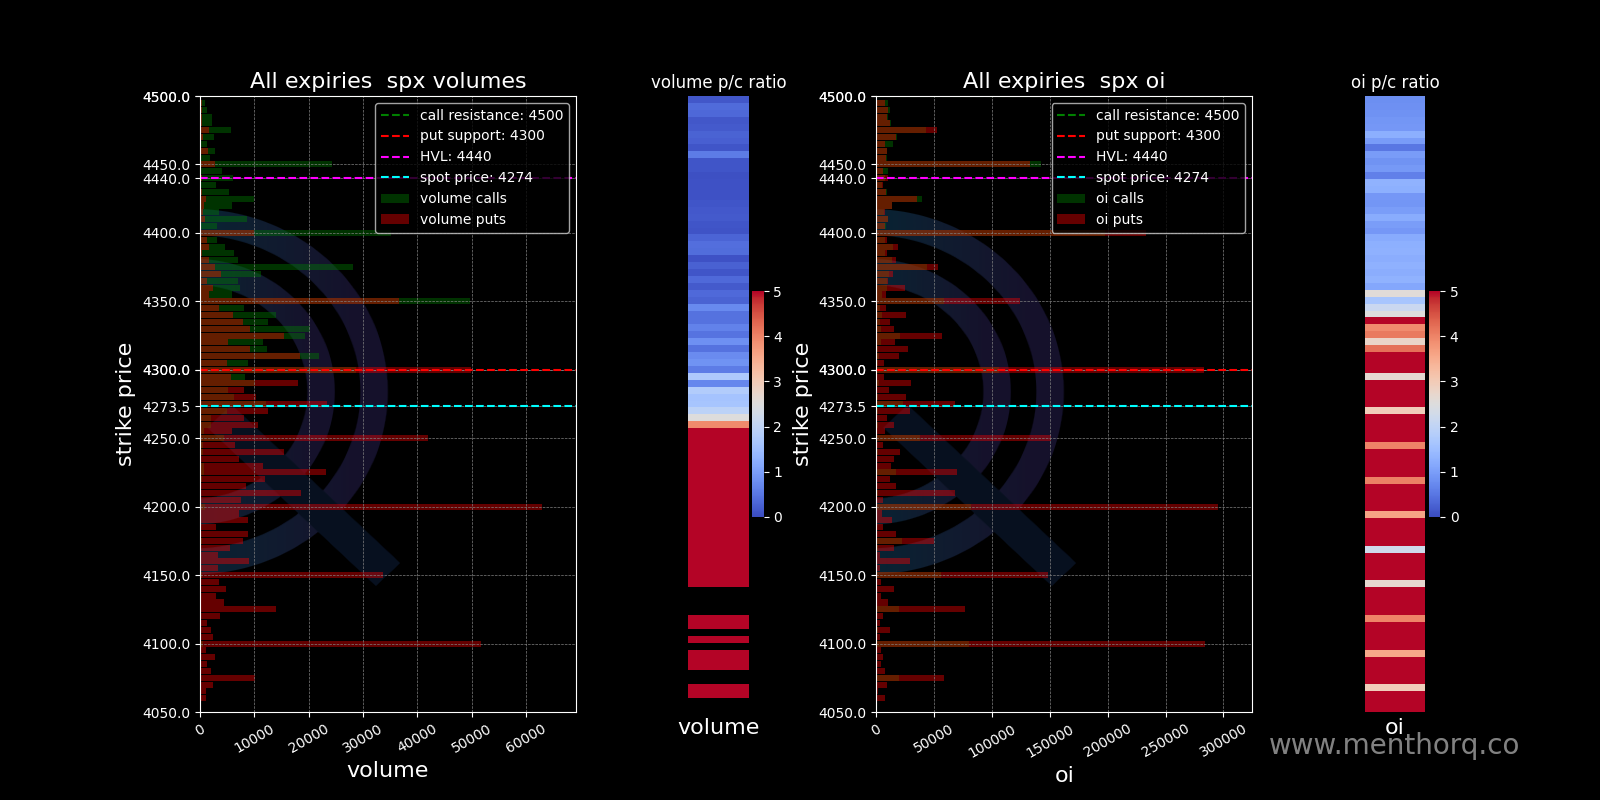 All expiries  spx volumes
4500.0
4450.0
4440.0
4400.0
4350.0
4300.0
4273.5
4250.0
4200.0
4150.0
4100.0
4050.0
strike price
call resistance: 4500
put support: 4300
HVL: 4440
spot price: 4274
volume calls
volume puts
0
10000
20000
30000
40000
50000
60000
volume
volume p/c ratio
5
4
3
2
1
0
volume
All expiries  spx oi
4500.0
4450.0
4440.0
4400.0
4350.0
4300.0
4273.5
4250.0
4200.0
4150.0
4100.0
4050.0
strike price
call resistance: 4500
put support: 4300
HVL: 4440
spot price: 4274
oi calls
oi puts
0
50000
100000
150000
200000
250000
300000
oi
oi p/c ratio
5
4
3
2
1
0
oi
www.menthorq.co